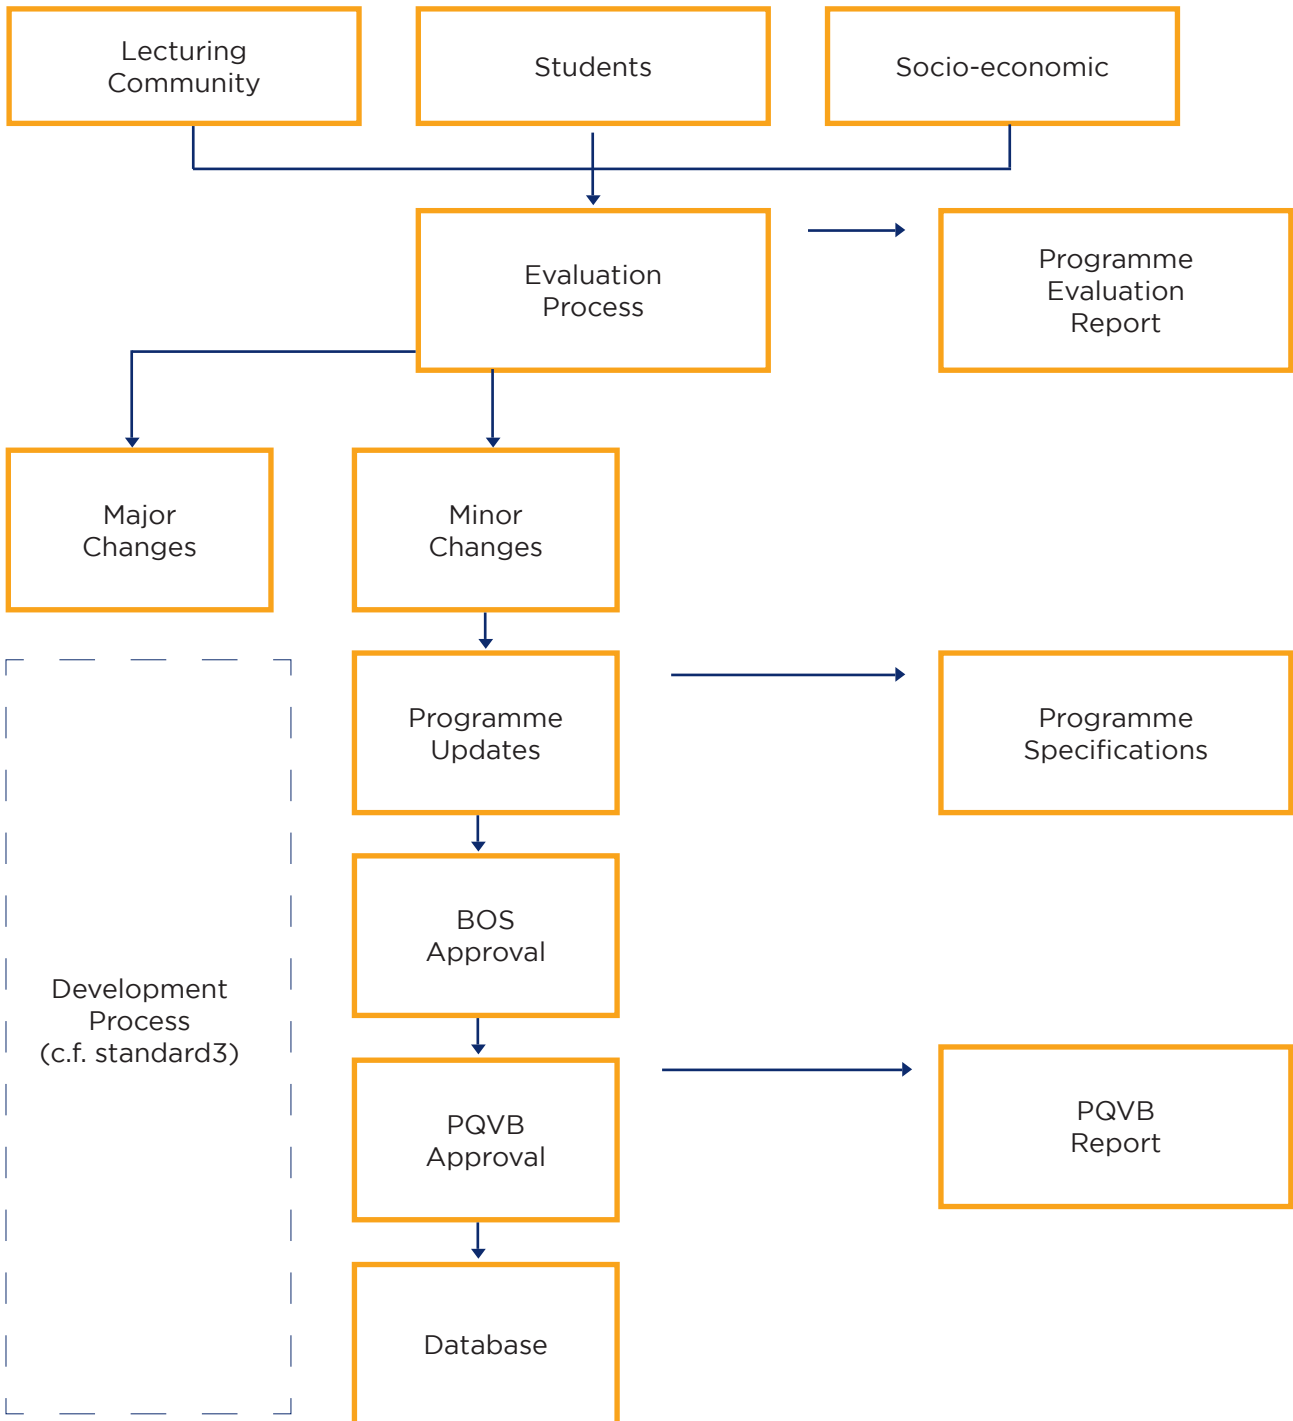 Lecturing
Community
Students
Socio-economic
Evaluation
Process
Programme
Evaluation
Report
Major
Changes
Minor
Changes
Programme
Updates
Programme
Specifications
BOS
Approval
Development
Process
(c.f. standard3)
PQVB
Approval
PQVB
Report
Database